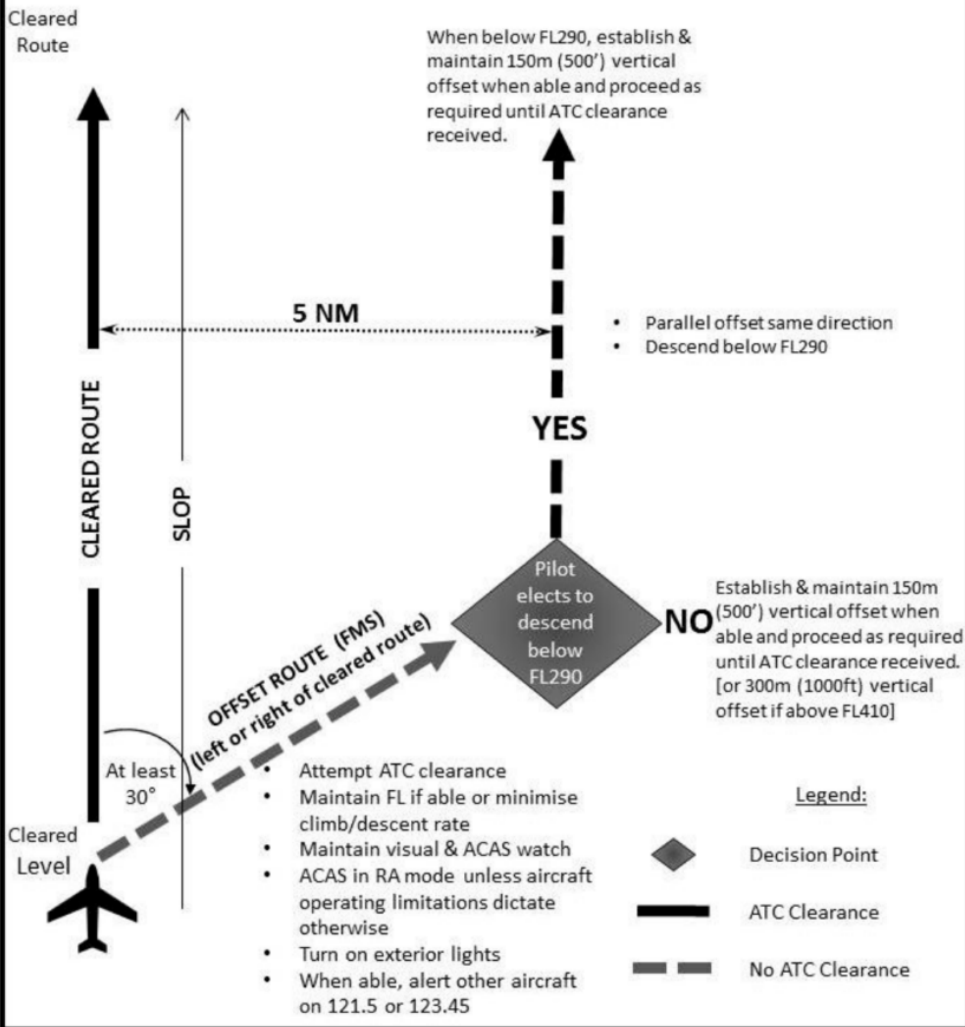 Cleared
Route
When below FL290, establish &
maintain 150m (500') vertical
offset when able and proceed as
required until ATC clearance
received.
5 NM
• Parallel offset same direction
• Descend below FL290
CLEARED ROUTE
SLOP
YES
Pilot
elects to
descend
below
FL290
NO
Establish & maintain 150m
(500') vertical offset when
able and proceed as required
until ATC clearance received.
[or 300m (1000ft) vertical
offset if above FL410]
OFFSET ROUTE (FMS)
(left or right of cleared route)
At least
30°
• Attempt ATC clearance
• Maintain FL if able or minimise
climb/descent rate
• Maintain visual & ACAS watch
• ACAS in RA mode unless aircraft
operating limitations dictate
otherwise
• Turn on exterior lights
• When able, alert other aircraft
on 121.5 or 123.45
Cleared
Level
Legend:
Decision Point
ATC Clearance
No ATC Clearance